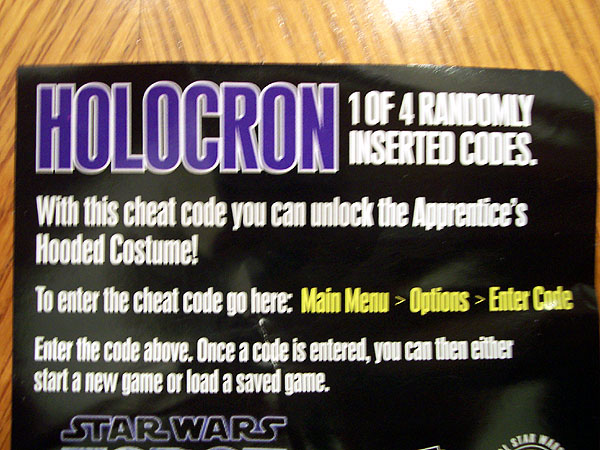 HOLOCRON
1 OF 4 RANDOMLY
INSERTED CODES.
With this cheat code you can unlock the Apprentice's
Hooded Costume!
To enter the cheat code go here: Main Menu > Options > Enter Code
Enter the code above. Once a code is entered, you can then either
start a new game or load a saved game.
STAR WARS
STAR WARS